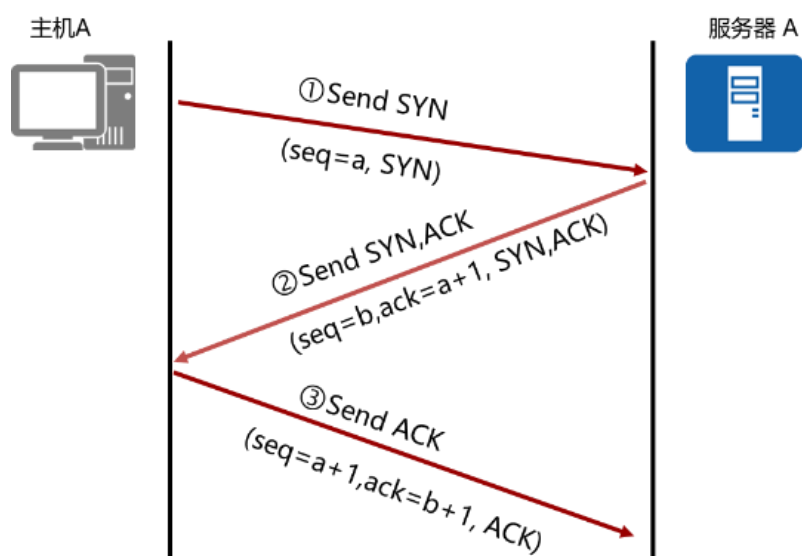 主机A
服务器 A
①Send SYN
(seq=a, SYN)
②Send SYN,ACK
(seq=b,ack=a+1, SYN,ACK)
③Send ACK
(seq=a+1,ack=b+1, ACK)